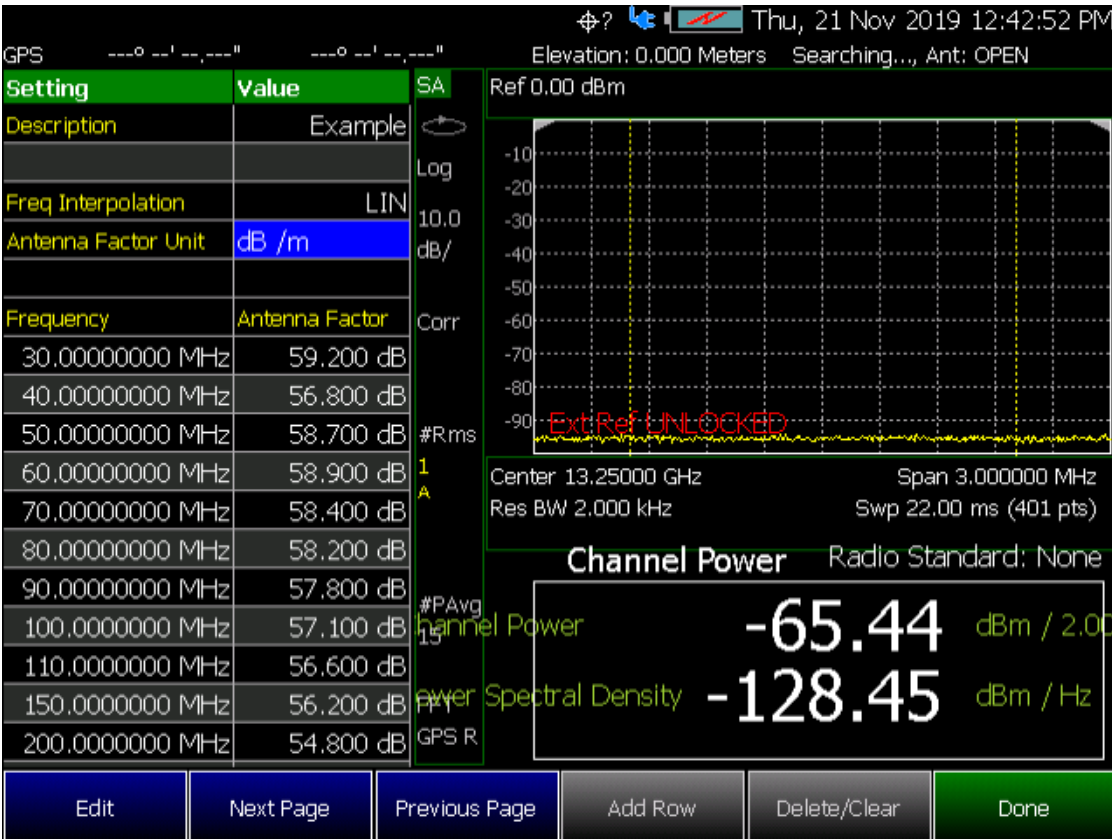 ? Thu, 21 Nov 2019 12:42:52 PM
GPS ---o --' --.---" ---o --' --.---" Elevation: 0.000 Meters Searching..., Ant: OPEN
Setting Value
Description Example
Freq Interpolation LIN
Antenna Factor Unit dB /m
Frequency Antenna Factor
30.00000000 MHz 59.200 dB
40.00000000 MHz 56.800 dB
50.00000000 MHz 58.700 dB
60.00000000 MHz 58.900 dB
70.00000000 MHz 58.400 dB
80.00000000 MHz 58.200 dB
90.00000000 MHz 57.800 dB
100.0000000 MHz 57.100 dB
110.0000000 MHz 56.600 dB
150.0000000 MHz 56.200 dB
200.0000000 MHz 54.800 dB
SA
Log
10.0
dB/
Corr
#Rms
1
A
#PAvg
15
GPS R
Ref 0.00 dBm
-10
-20
-30
-40
-50
-60
-70
-80
-90
Ext Ref UNLOCKED
Center 13.25000 GHz Span 3.000000 MHz
Res BW 2.000 kHz Swp 22.00 ms (401 pts)
Channel Power Radio Standard: None
hannel Power -65.44 dBm / 2.00
ower Spectral Density -128.45 dBm / Hz
Edit Next Page Previous Page Add Row Delete/Clear Done